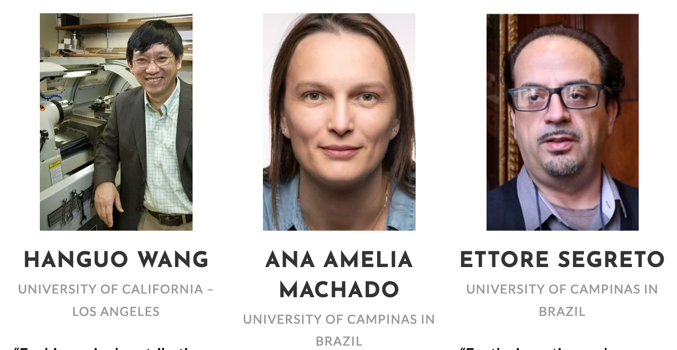 HANGUO WANG
UNIVERSITY OF CALIFORNIA –
LOS ANGELES
ANA AMELIA
MACHADO
UNIVERSITY OF CAMPINAS IN
BRAZIL
ETTORE SEGRETO
UNIVERSITY OF CAMPINAS IN
BRAZIL